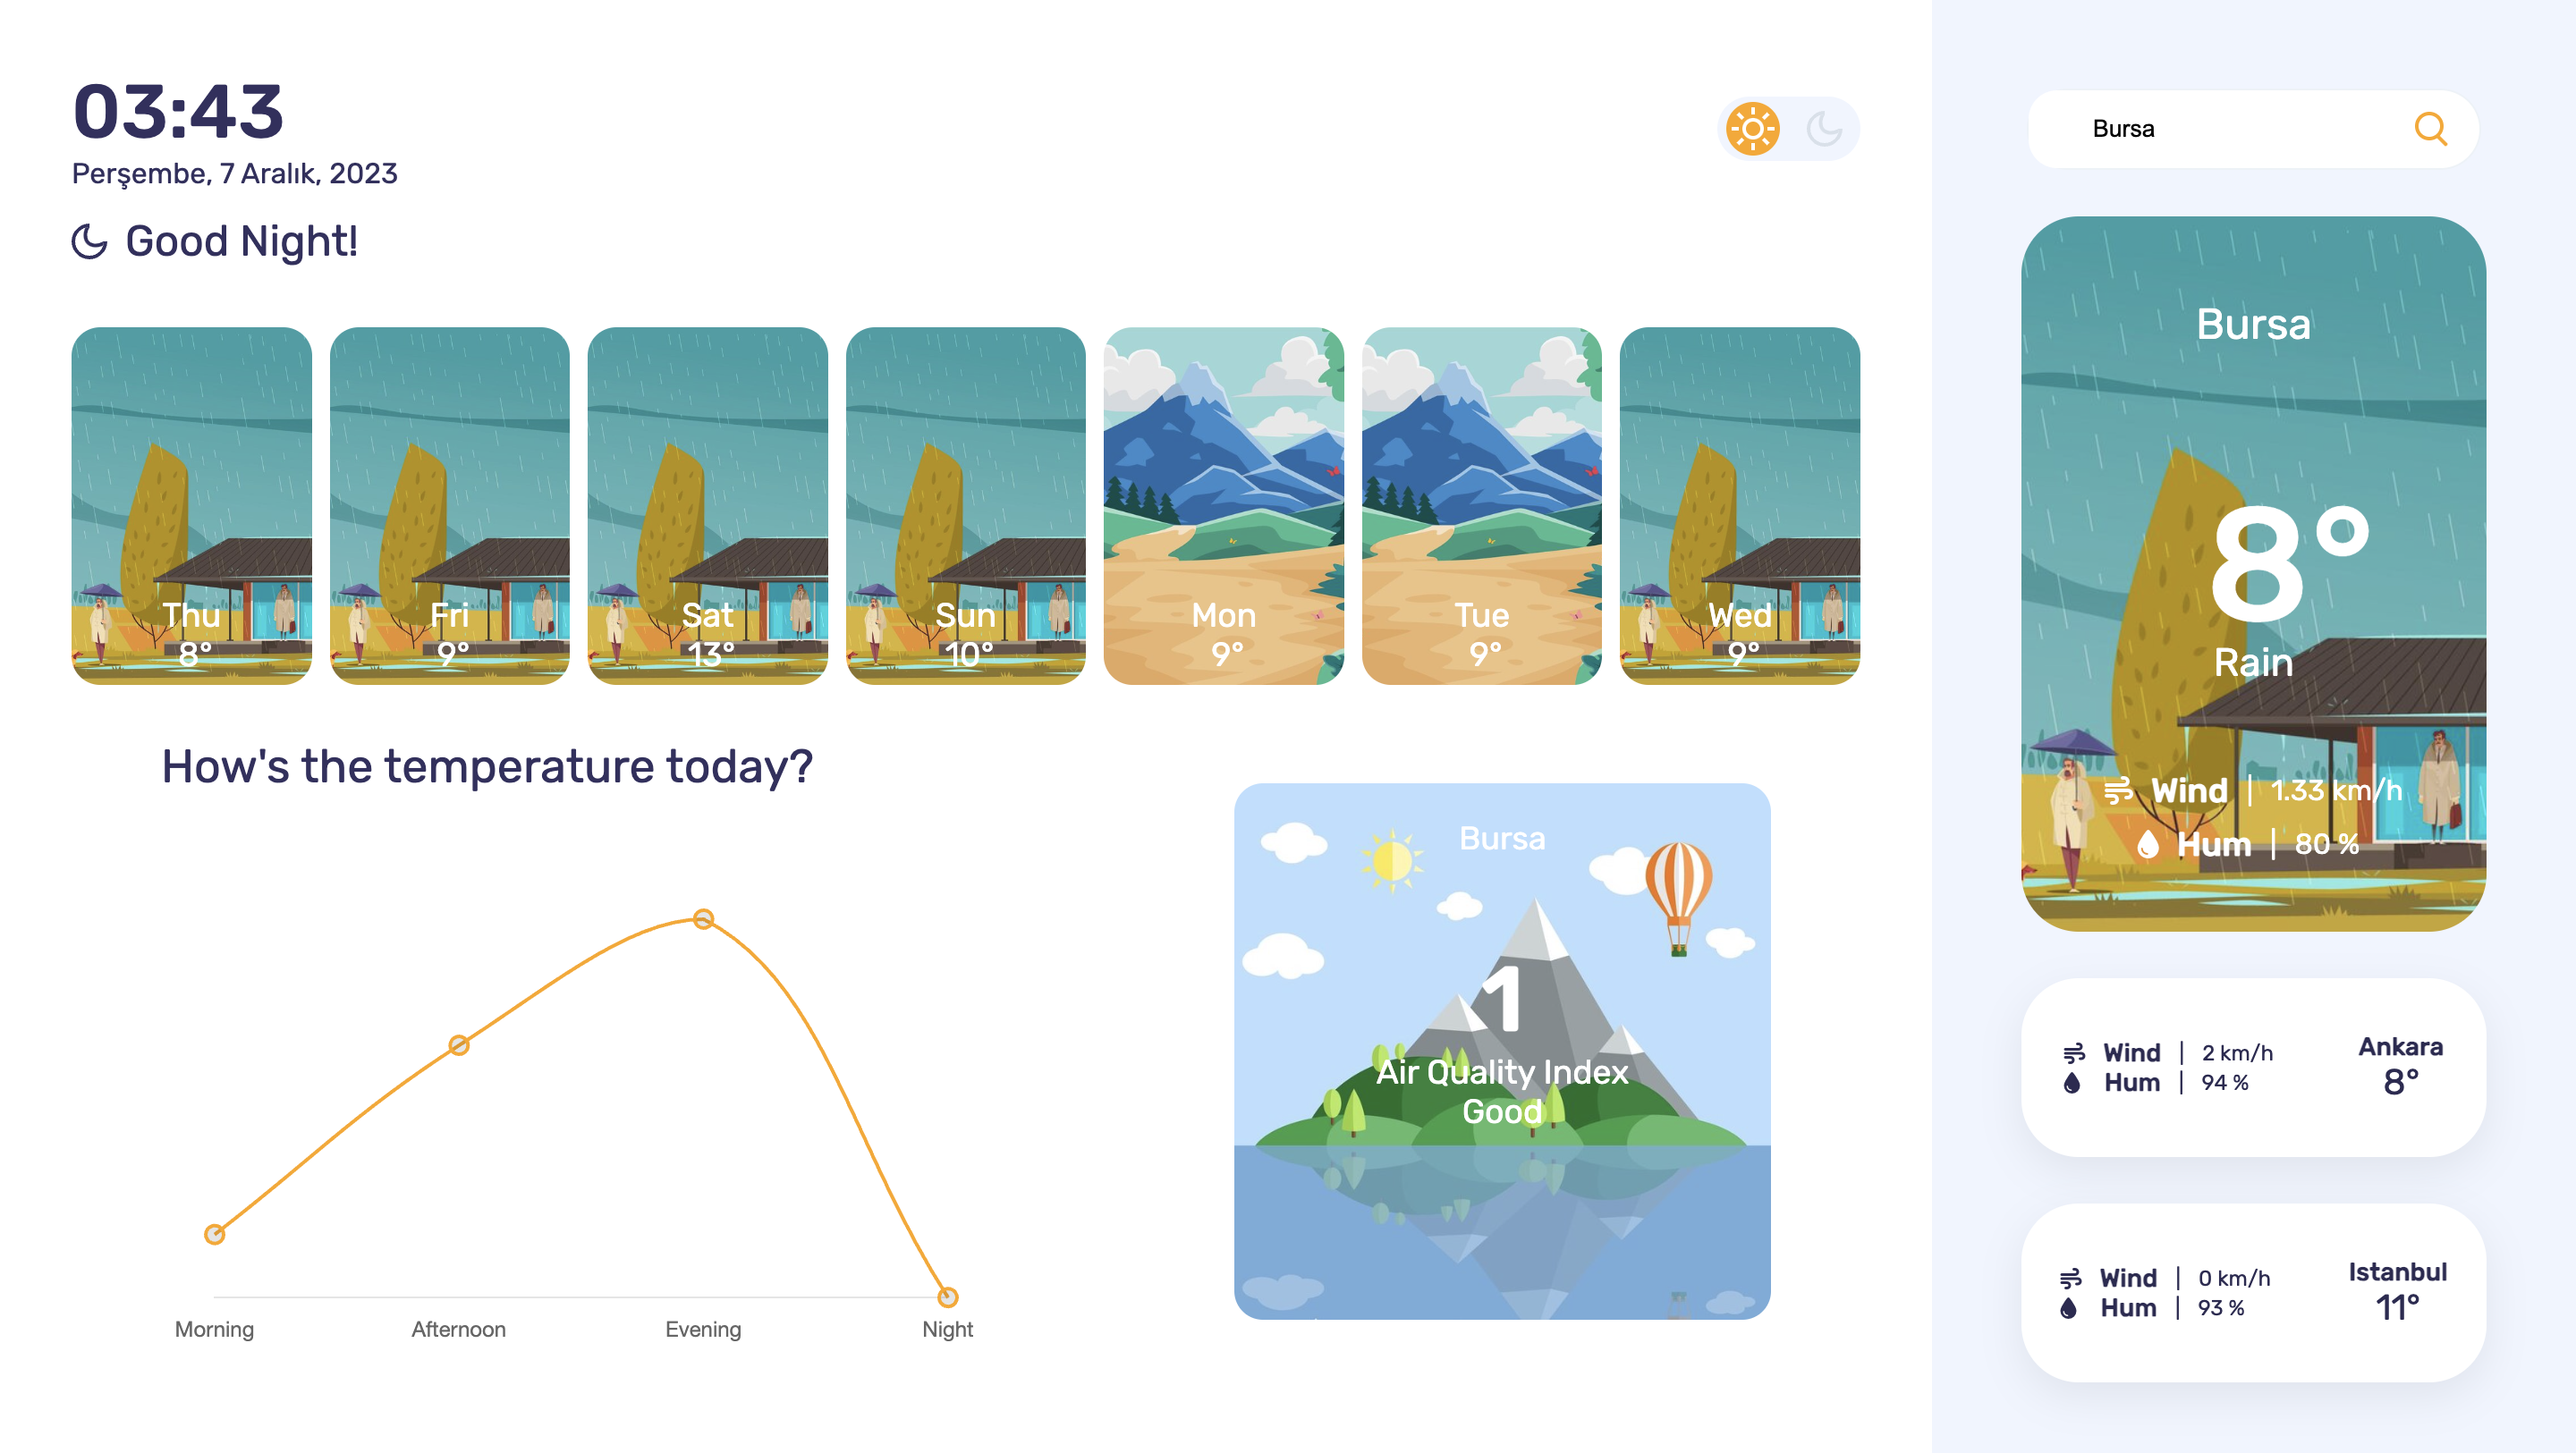 03:43
Perşembe, 7 Aralık, 2023
Good Night!
Thu
8°
Fri
9°
Sat
13°
Sun
10°
Mon
9°
Tue
9°
Wed
9°
How's the temperature today?
Morning
Afternoon
Evening
Night
Bursa
1
Air Quality Index
Good
Bursa
Bursa
8°
Rain
Wind | 1.33 km/h
Hum | 80 %
Wind | 2 km/h
Hum | 94 %
Ankara
8°
Wind | 0 km/h
Hum | 93 %
Istanbul
11°